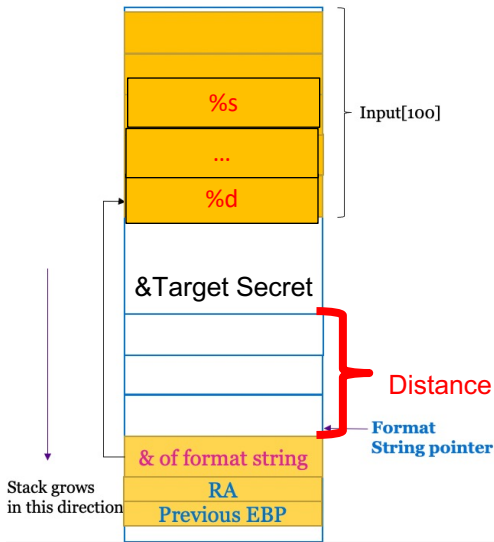 %s
Input[100]
...
%d
&Target Secret
Distance
Format
String pointer
& of format string
Stack grows
in this direction
RA
Previous EBP